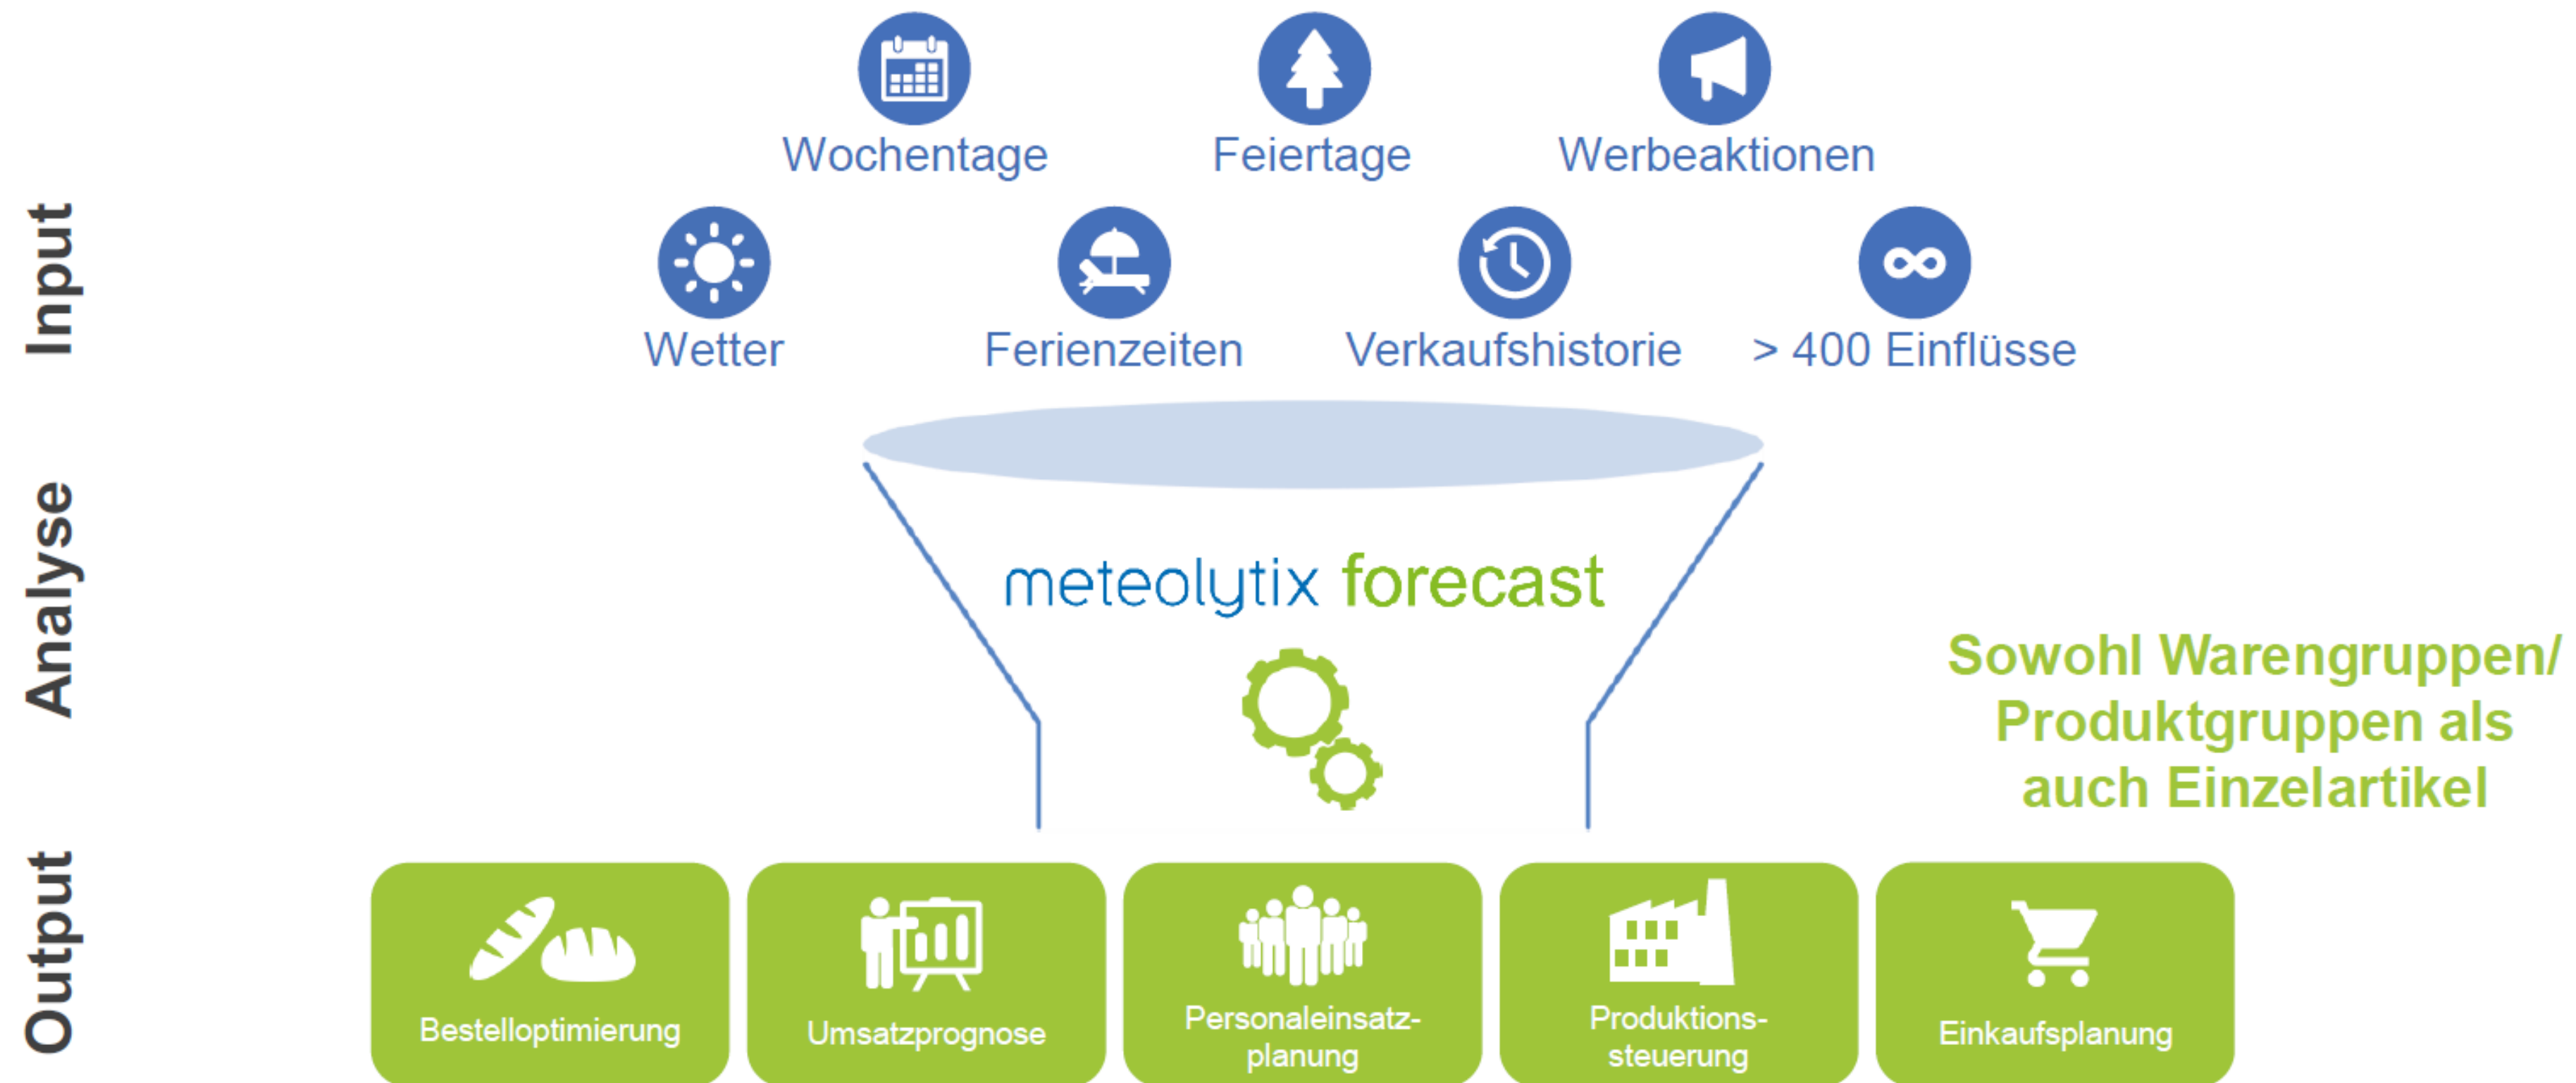 Input
Wochentage
Feiertage
Werbeaktionen
Wetter
Ferienzeiten
Verkaufshistorie
> 400 Einflüsse
Analyse
meteolytix forecast
Sowohl Warengruppen/
Produktgruppen als
auch Einzelartikel
Output
Bestelloptimierung
Umsatzprognose
Personaleinsatz-
planung
Produktions-
steuerung
Einkaufsplanung